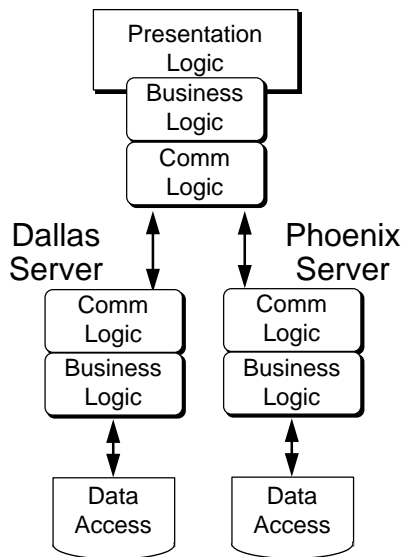 Presentation
Logic
Business
Logic
Comm
Logic
Dallas
Server
Phoenix
Server
Comm
Logic
Business
Logic
Comm
Logic
Business
Logic
Data
Access
Data
Access